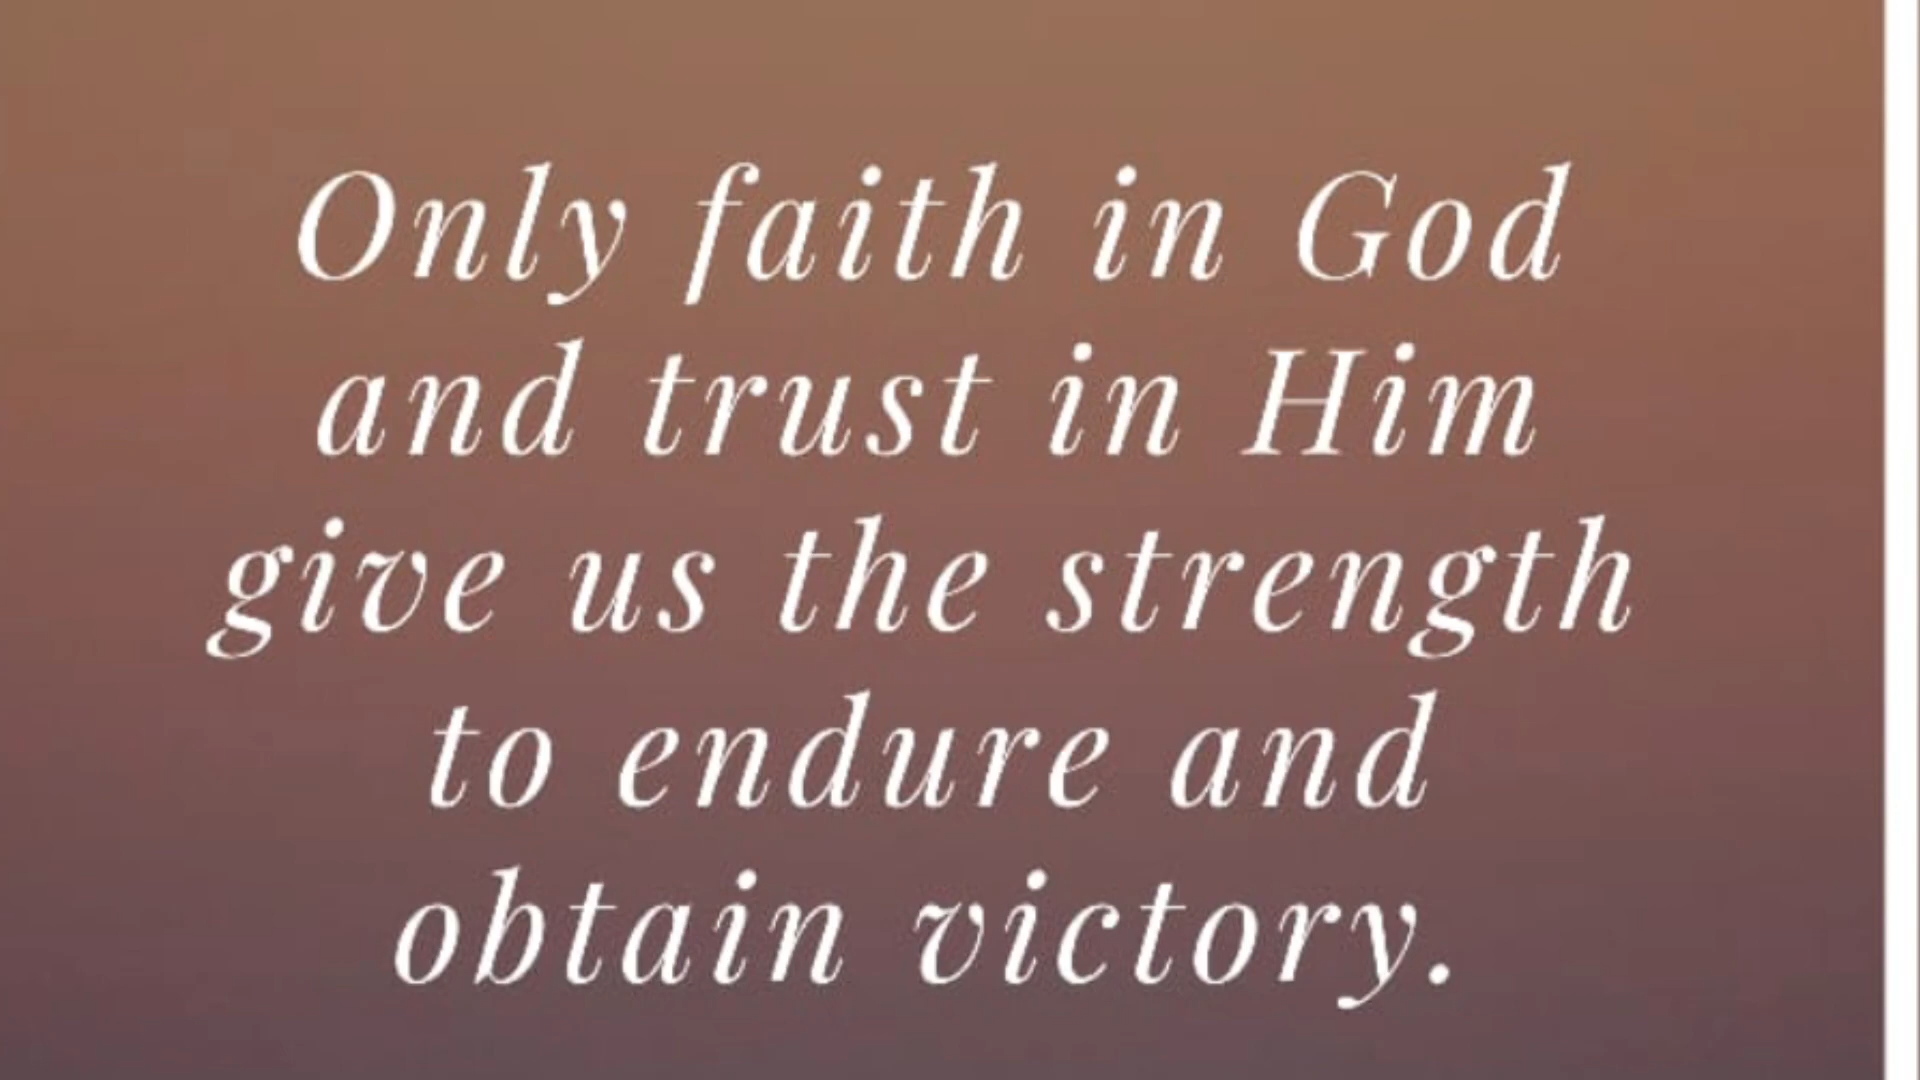 Only faith in God
and trust in Him
give us the strength
to endure and
obtain victory.